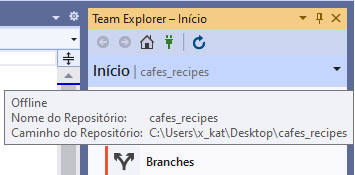 Team Explorer – Início
Início | cafes_recipes
Offline
Nome do Repositório: cafes_recipes
Caminho do Repositório: C:\Users\x_kat\Desktop\cafes_recipes
Branches